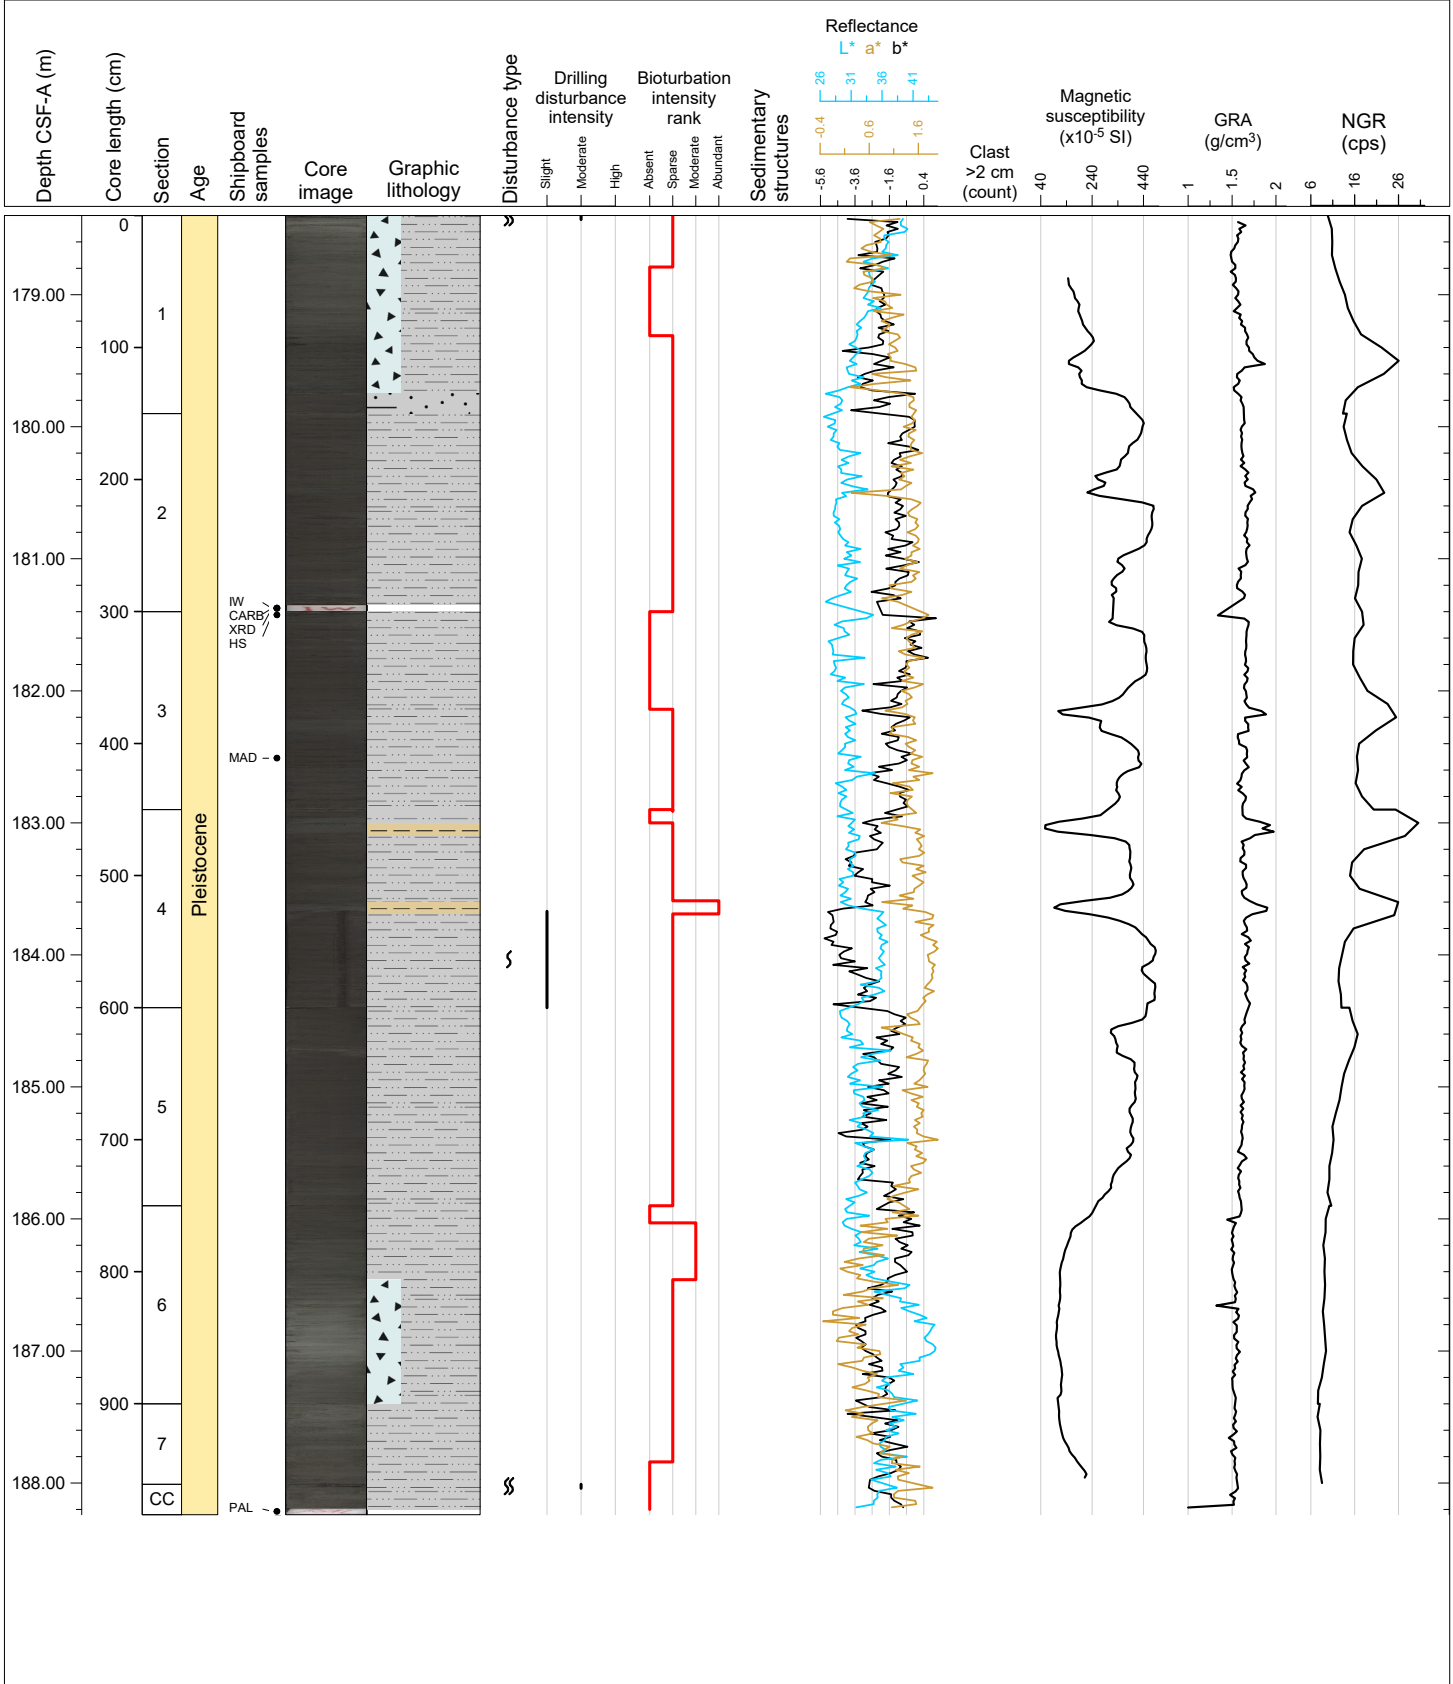 Depth CSF-A (m)
Core length (cm)
Section
Age
Shipboard
samples
Core
image
Graphic
lithology
Disturbance type
Drilling
disturbance
intensity
Slight
Moderate
High
Bioturbation
intensity
rank
Absent
Sparse
Moderate
Abundant
Sedimentary
structures
Reflectance
L* a* b*
26 31 36 41
-0.4 0.6 1.6
-5.6 -3.6 -1.6 0.4
Clast
>2 cm
(count)
Magnetic
susceptibility
(x10-5 SI)
40 240 440
GRA
(g/cm3)
1 1.5 2
NGR
(cps)
6 16 26
0
179.00
1
100
180.00
200
2
181.00
IW
300
CARB
XRD
HS
182.00
3
400
MAD
183.00
Pleistocene
500
4
184.00
600
185.00
5
700
186.00
800
6
187.00
900
7
188.00
CC
PAL